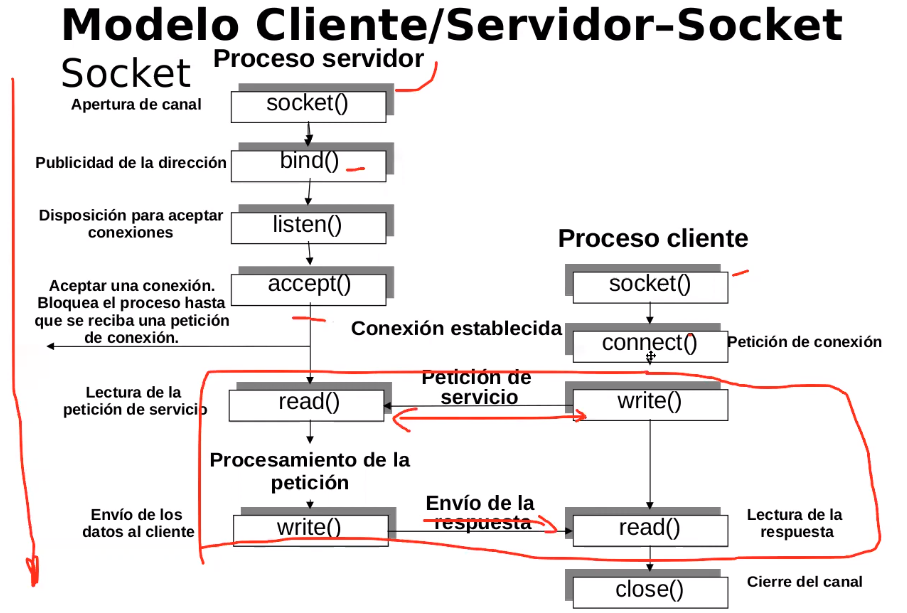 Modelo Cliente/Servidor–Socket
Socket
Proceso servidor
Apertura de canal
socket()
Publicidad de la dirección
bind()
Disposición para aceptar
conexiones
listen()
Proceso cliente
Aceptar una conexión.
Bloquea el proceso hasta
que se reciba una petición
de conexión.
accept()
socket()
Conexión establecida
connect()
Petición de conexión
Lectura de la
petición de servicio
read()
Petición de
servicio
write()
Procesamiento de la
petición
Envío de los
datos al cliente
write()
Envío de la
respuesta
read()
Lectura de la
respuesta
close()
Cierre del canal